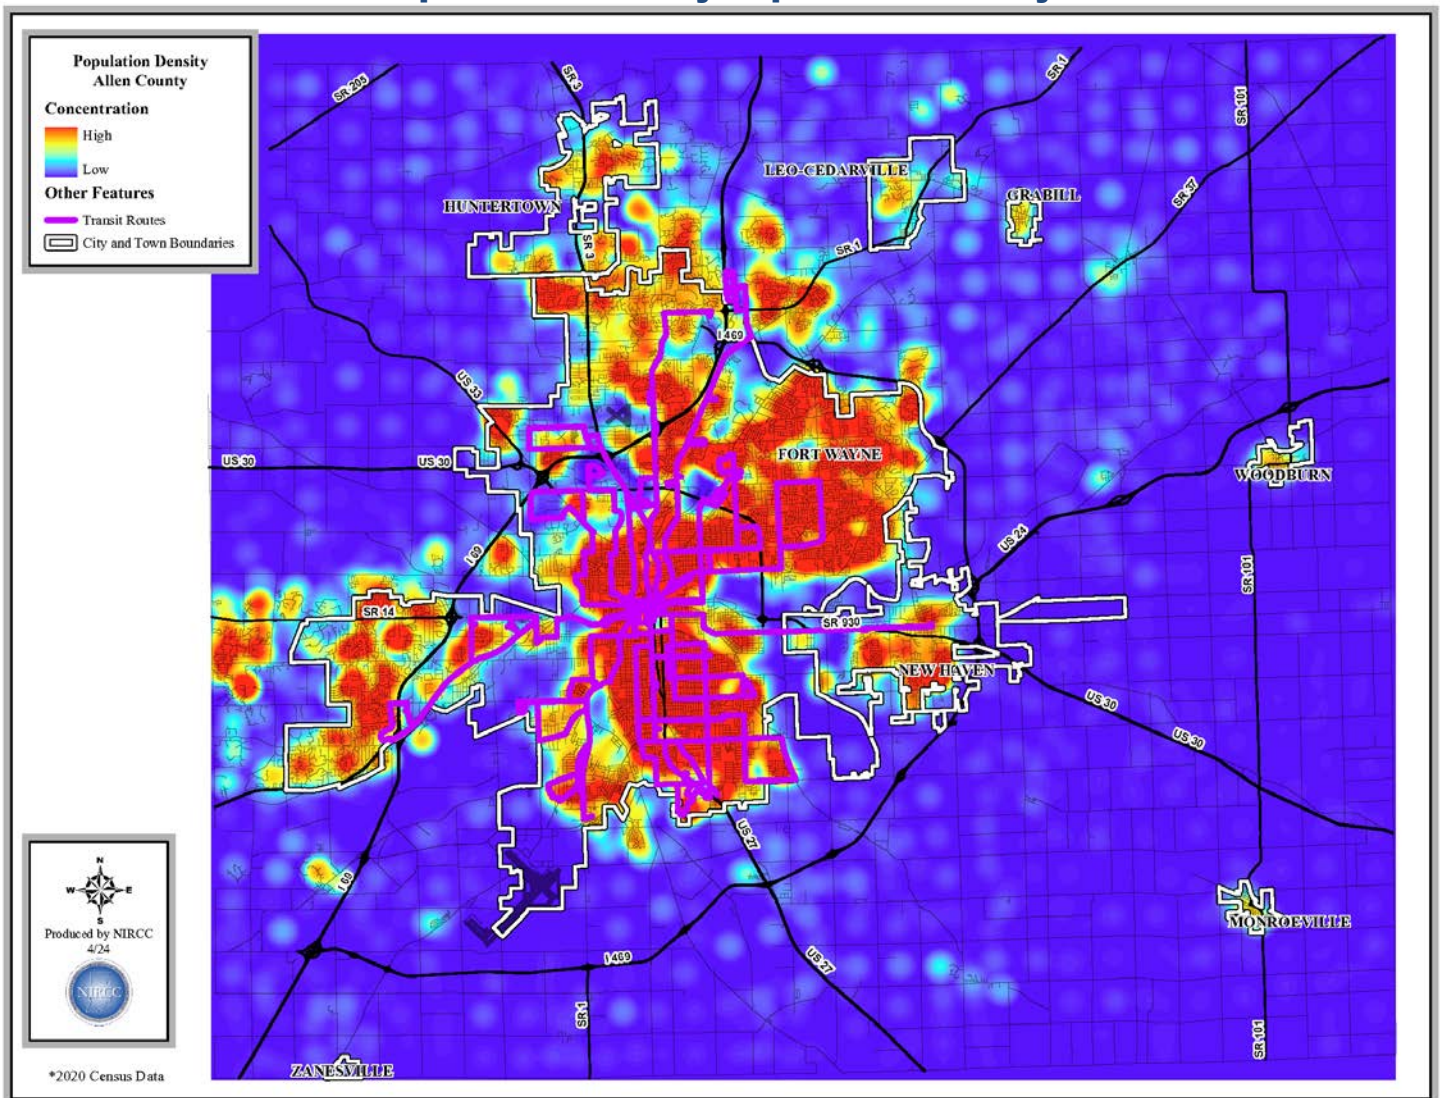 Population Density
Allen County
Concentration
High
Low
Other Features
Transit Routes
City and Town Boundaries
SR 205
SR 3
SR 1
SR 101
LEO-CEDARVILLE
GRABILL
HUNTERTOWN
SR 37
SR 3
SR 1
I 469
US 33
FORT WAYNE
US 30
US 30
WOODBURN
US 24
I 69
SR 101
SR 14
SR 930
NEW HAVEN
US 30
US 30
US 27
I 69
MONROEVILLE
I 469
US 27
SR 1
SR 101
ZANESVILLE
N
W
E
S
Produced by NIRCC
4/24
NIRCC
*2020 Census Data